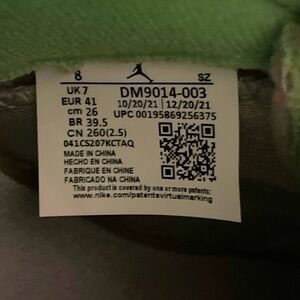 8 SZ
UK 7 DM9014-003
EUR 41 10/20/21 12/20/21
cm 26 UPC 00195869256375
BR 39.5
CN 260(2.5)
041CS207KCTAQ
MADE IN CHINA
HECHO EN CHINA
FABRIQUE EN CHINE
FABRICADO NA CHINA
This product is covered by one or more patents, see
www.nike.com/patentsvirtualmarking